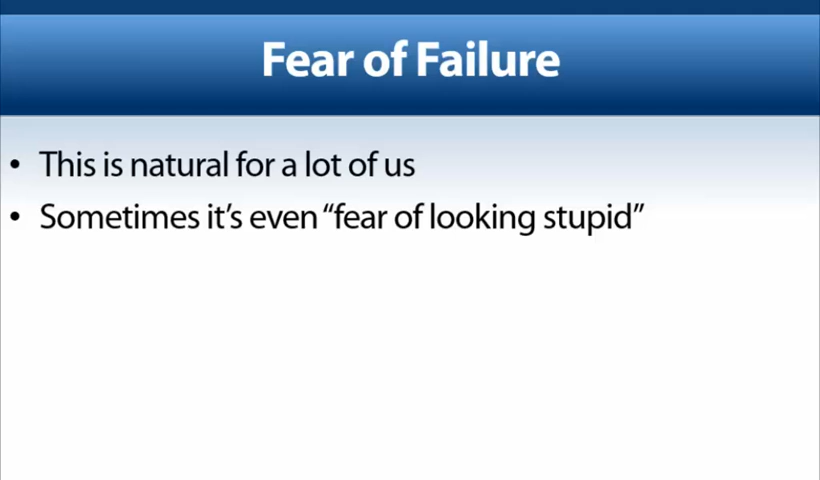 Fear of Failure
• This is natural for a lot of us
• Sometimes it’s even “fear of looking stupid”